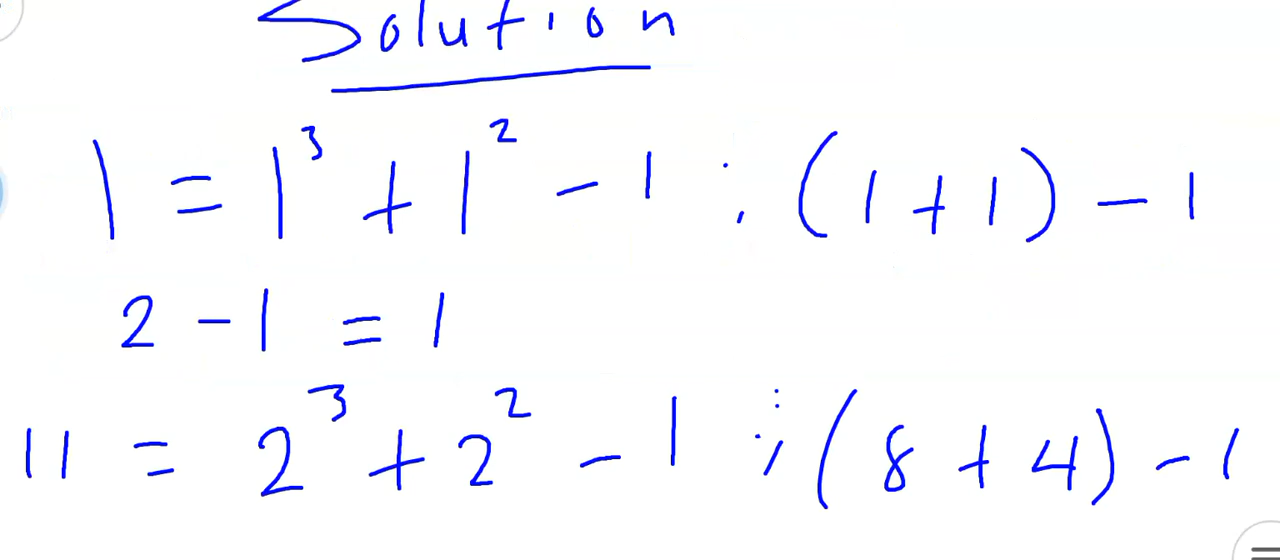 Solution
1 = 1³ + 1² - 1 ; (1 + 1) - 1
2 - 1 = 1
11 = 2³ + 2² - 1 ; (8 + 4) - 1